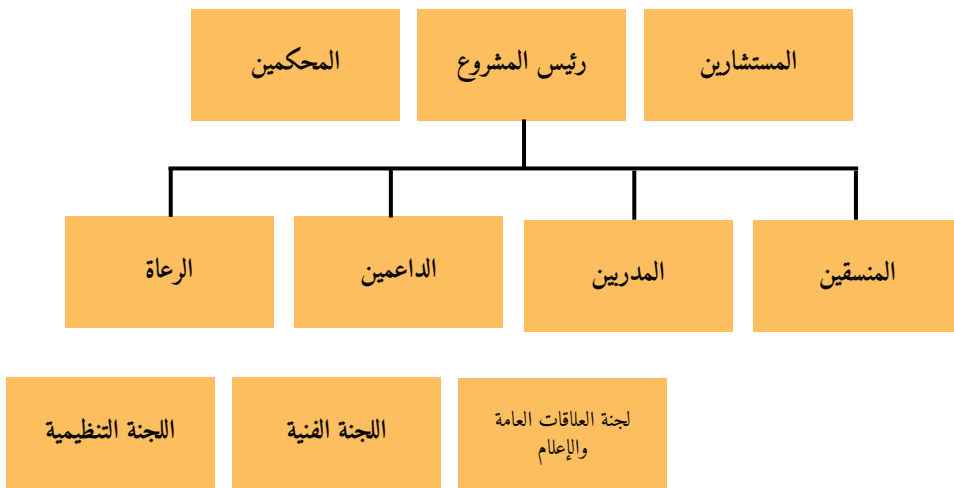 المستشارين
رئيس المشروع
المحكمين
المنسقين
المدربين
الداعمين
الرعاة
لجنة العلاقات العامة
والإعلام
اللجنة الفنية
اللجنة التنظيمية